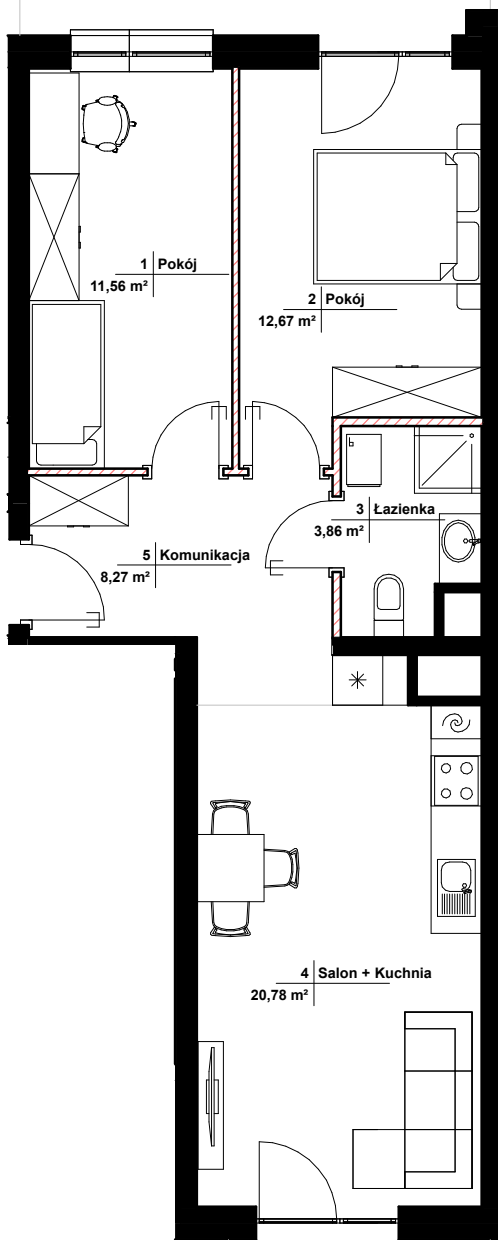 1 Pokój
11,56 m²
2 Pokój
12,67 m²
3 Łazienka
3,86 m²
5 Komunikacja
8,27 m²
4 Salon + Kuchnia
20,78 m²